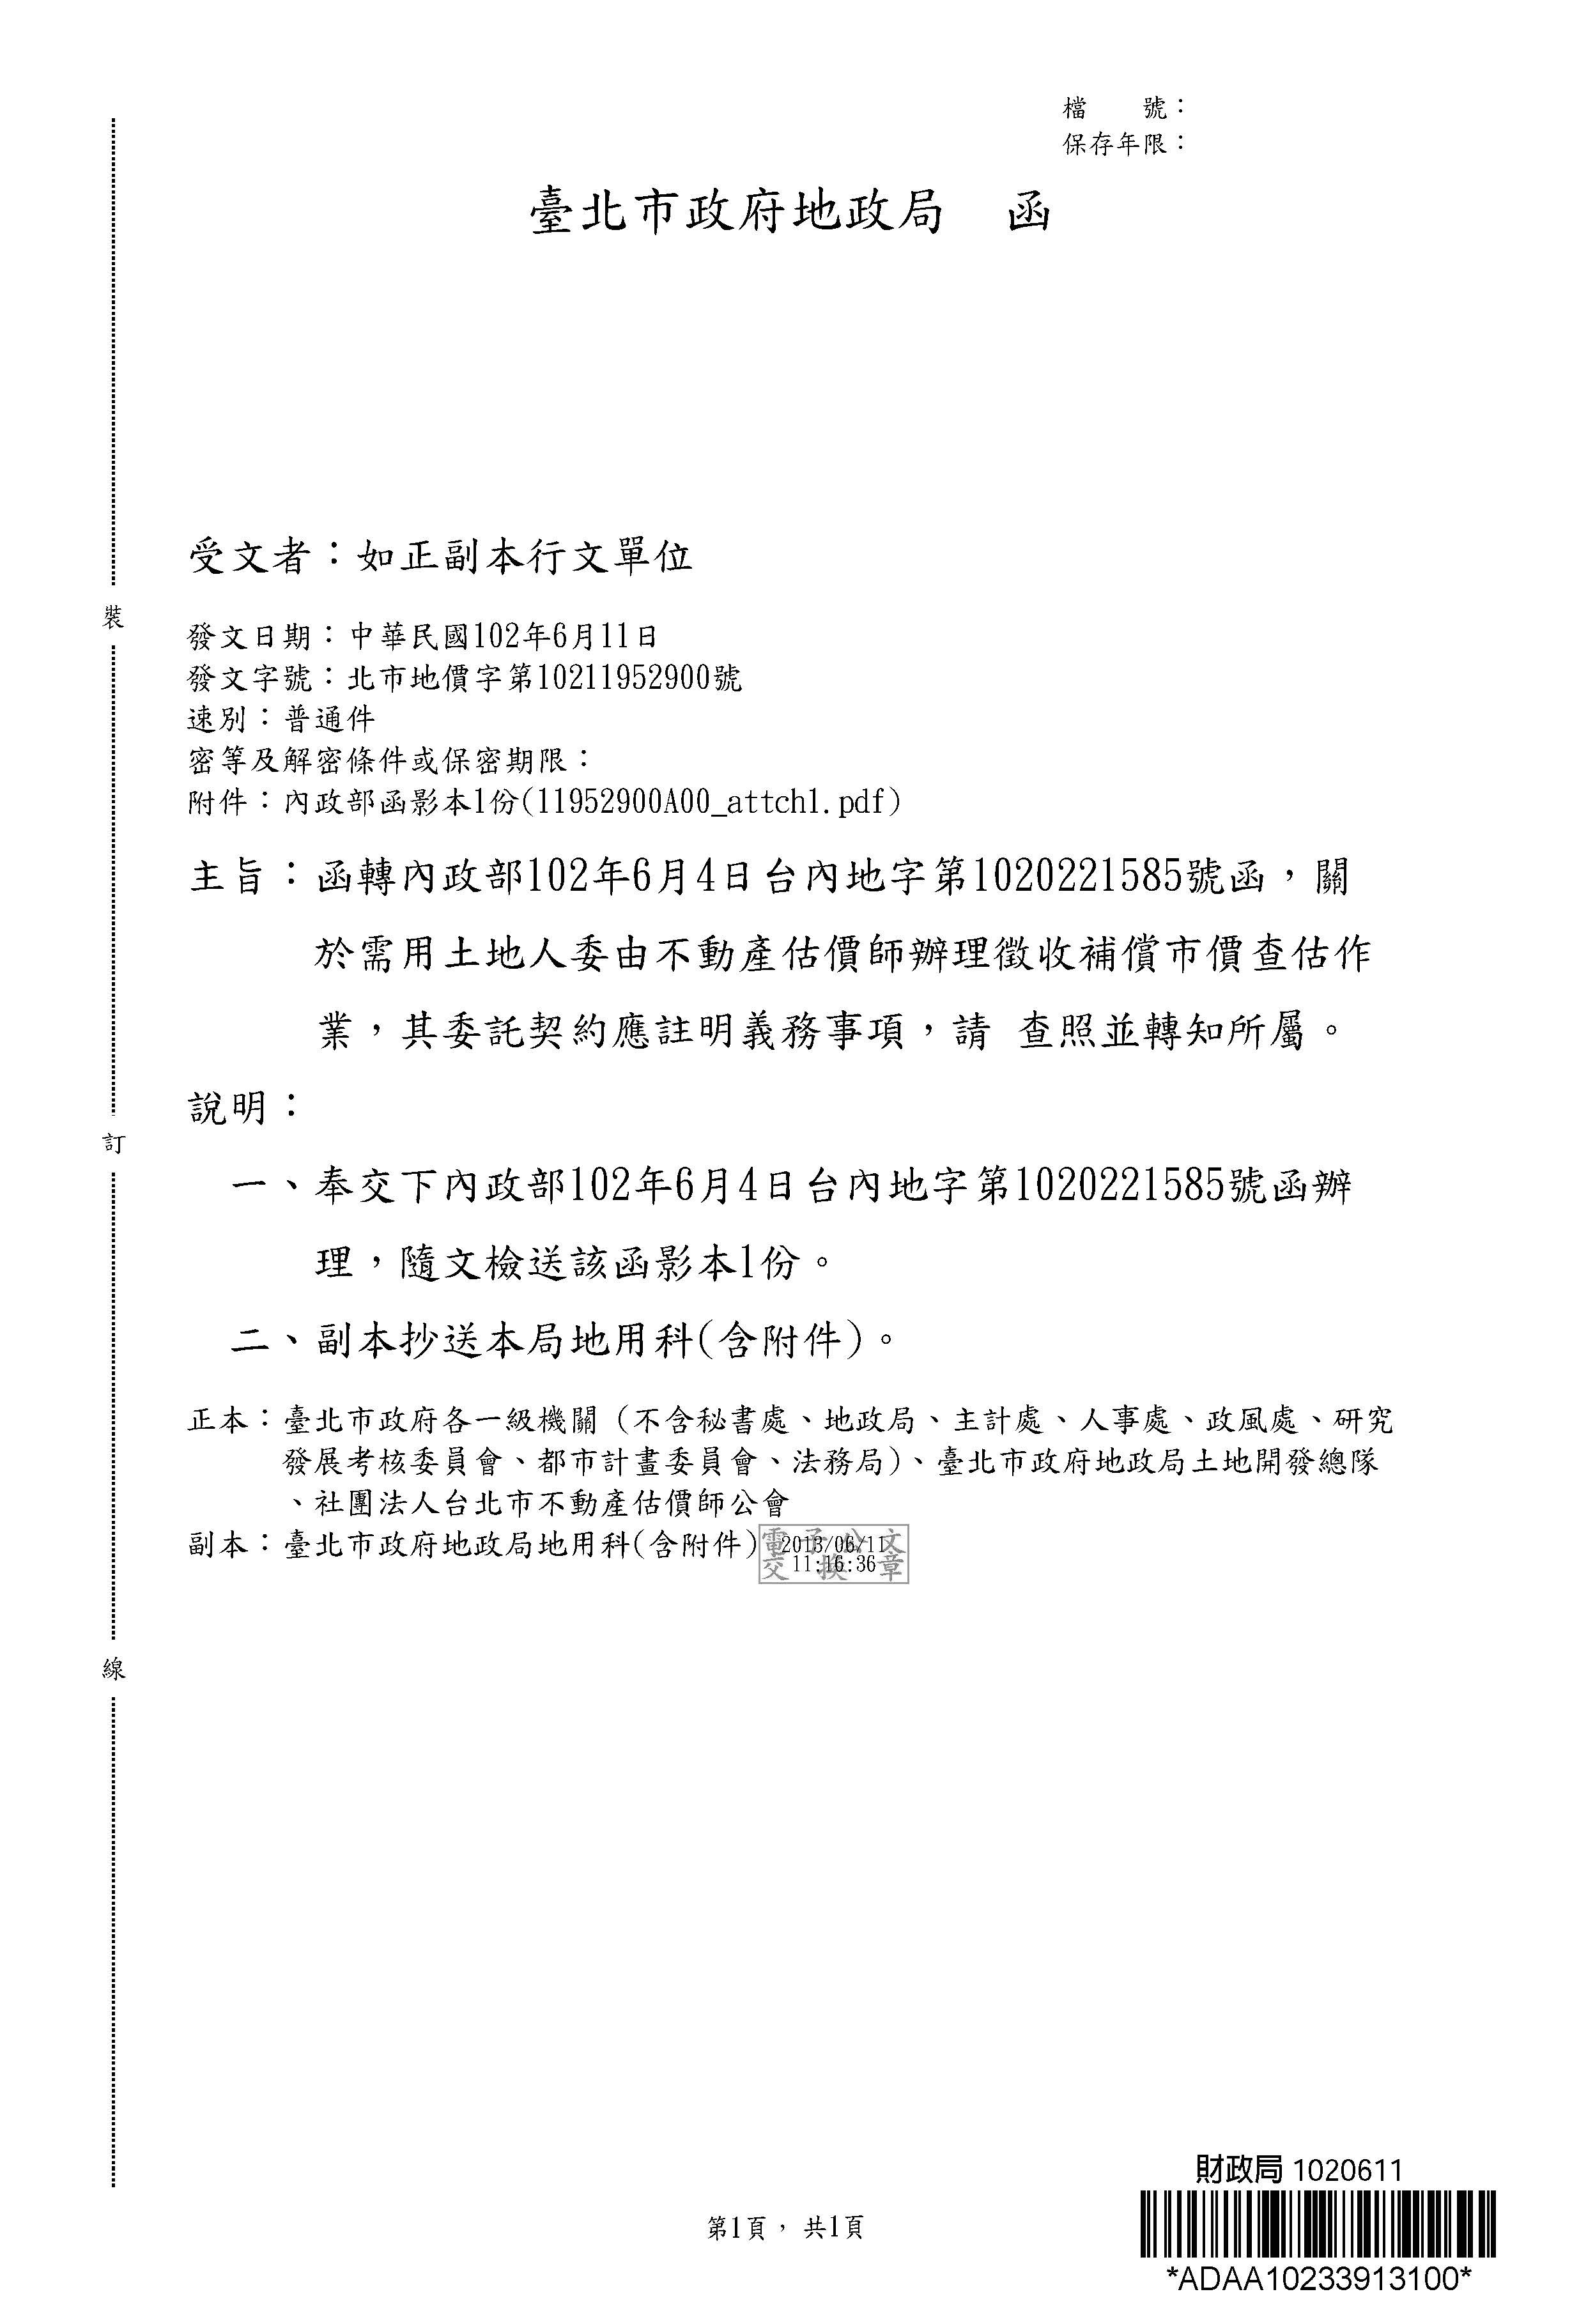 檔　　號：
保存年限：
臺北市政府地政局　函
受文者：如正副本行文單位
發文日期：中華民國102年6月11日
發文字號：北市地價字第10211952900號
速別：普通件
密等及解密條件或保密期限：
附件：內政部函影本1份(11952900A00_attch1.pdf)
主旨：函轉內政部102年6月4日台內地字第1020221585號函，關
於需用土地人委由不動產估價師辦理徵收補償市價查估作
業，其委託契約應註明義務事項，請 查照並轉知所屬。
說明：
一、奉交下內政部102年6月4日台內地字第1020221585號函辦
理，隨文檢送該函影本1份。
二、副本抄送本局地用科(含附件)。
正本：臺北市政府各一級機關（不含秘書處、地政局、主計處、人事處、政風處、研究
發展考核委員會、都市計畫委員會、法務局)、臺北市政府地政局土地開發總隊
、社團法人台北市不動產估價師公會
副本：臺北市政府地政局地用科(含附件)
電子公文
交換章
2013/06/11
11:16:36
裝
訂
線
第1頁， 共1頁
財政局 1020611
*ADAA10233913100*